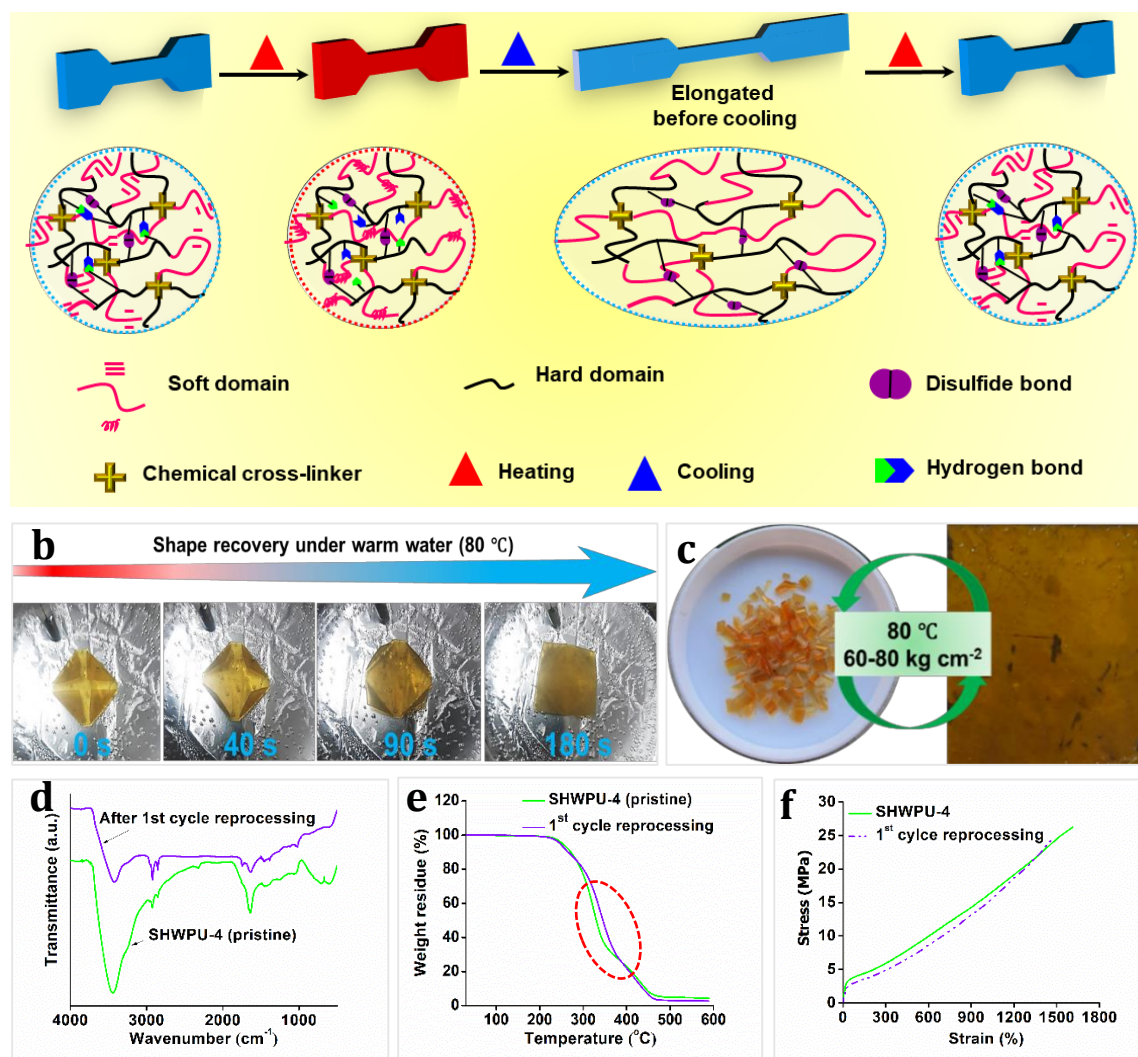 Elongated
before cooling
Soft domain
Hard domain
Disulfide bond
Chemical cross-linker
Heating
Cooling
Hydrogen bond
b
Shape recovery under warm water (80 ℃)
0 s
40 s
90 s
180 s
c
80 ℃
60-80 kg cm⁻²
d
Transmittance (a.u.)
After 1st cycle reprocessing
SHWPU-4 (pristine)
4000 3000 2000 1000
Wavenumber (cm⁻¹)
e
Weight residue (%)
120
100
80
60
40
20
0
SHWPU-4 (pristine)
1ˢᵗ cycle reprocessing
100 200 300 400 500 600
Temperature (°C)
f
Stress (MPa)
30
25
20
15
10
5
0
SHWPU-4
1ˢᵗ cylce reprocessing
0 300 600 900 1200 1500 1800
Strain (%)